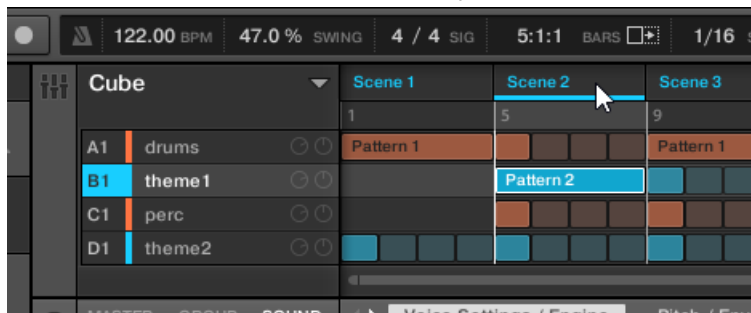 122.00 BPM 47.0 % SWING 4 / 4 SIG 5:1:1 BARS 1/16
Cube Scene 1 Scene 2 Scene 3
1 5 9
A1 drums Pattern 1 Pattern 1
B1 theme1 Pattern 2
C1 perc
D1 theme2
MASTER GROUP SOUND Voice Settings / Engine Pitch / Env